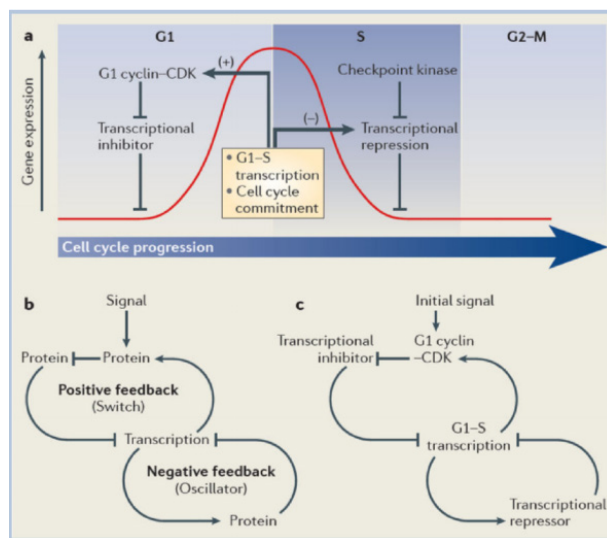 a
G1
S
G2–M
Gene expression
G1 cyclin–CDK
(+)
Checkpoint kinase
Transcriptional
inhibitor
(–)
Transcriptional
repression
• G1–S
transcription
• Cell cycle
commitment
Cell cycle progression
b
Signal
Protein
Protein
Positive feedback
(Switch)
Transcription
Negative feedback
(Oscillator)
Protein
c
Initial signal
Transcriptional
inhibitor
G1 cyclin
–CDK
G1–S
transcription
Transcriptional
repressor